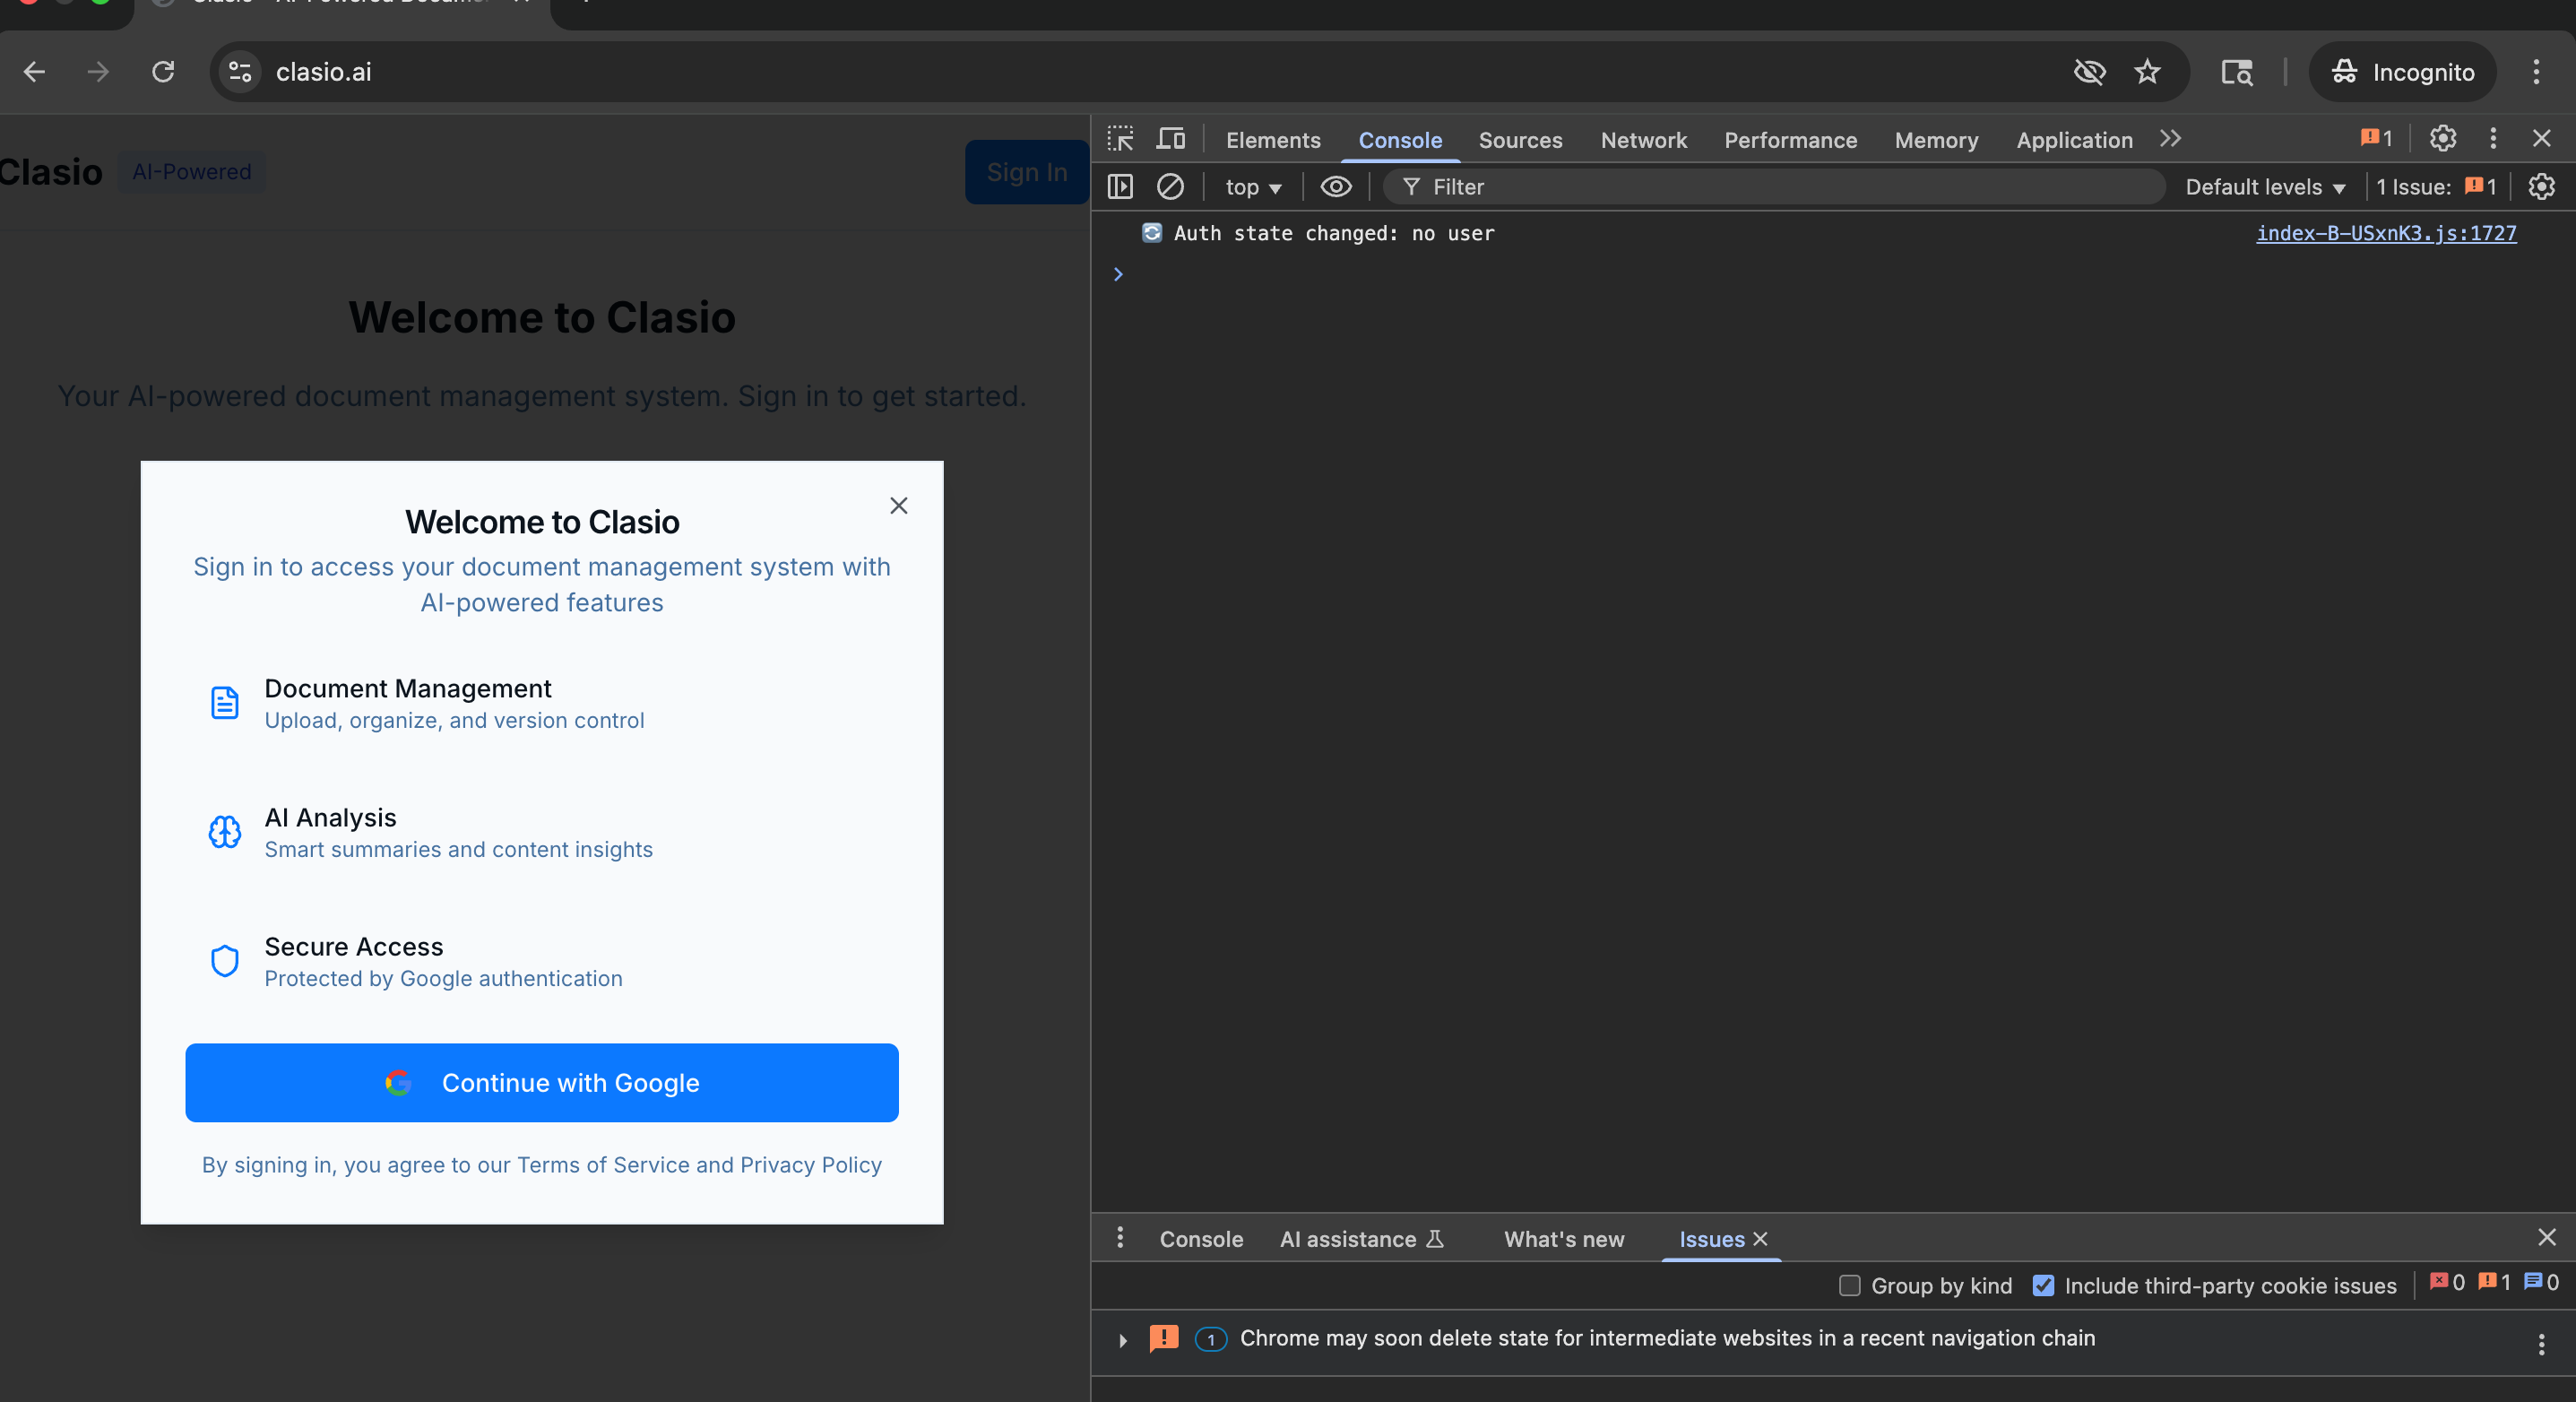 clasio.ai
Incognito
Clasio AI-Powered Sign In
Welcome to Clasio
Your AI-powered document management system. Sign in to get started.
Welcome to Clasio
Sign in to access your document management system with
AI-powered features
Document Management
Upload, organize, and version control
AI Analysis
Smart summaries and content insights
Secure Access
Protected by Google authentication
Continue with Google
By signing in, you agree to our Terms of Service and Privacy Policy
Elements Console Sources Network Performance Memory Application 1
top Filter Default levels 1 Issue: 1
Auth state changed: no user index-B-USxnK3.js:1727
Console AI assistance What's new Issues
Group by kind Include third-party cookie issues 0 1 0
1 Chrome may soon delete state for intermediate websites in a recent navigation chain